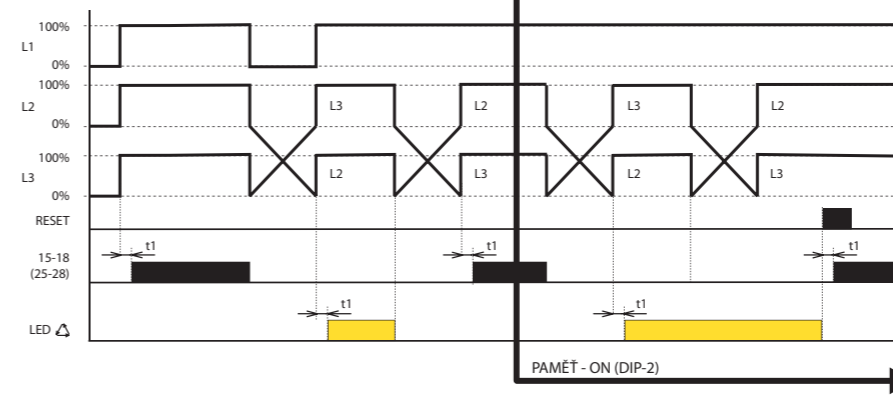 100%
L1
0%
100%
L2
L3
L2
L3
L2
0%
100%
L3
L2
L3
L2
L3
0%
RESET
t1
t1
t1
15-18
(25-28)
t1
t1
LED
PAMĚŤ - ON (DIP-2)